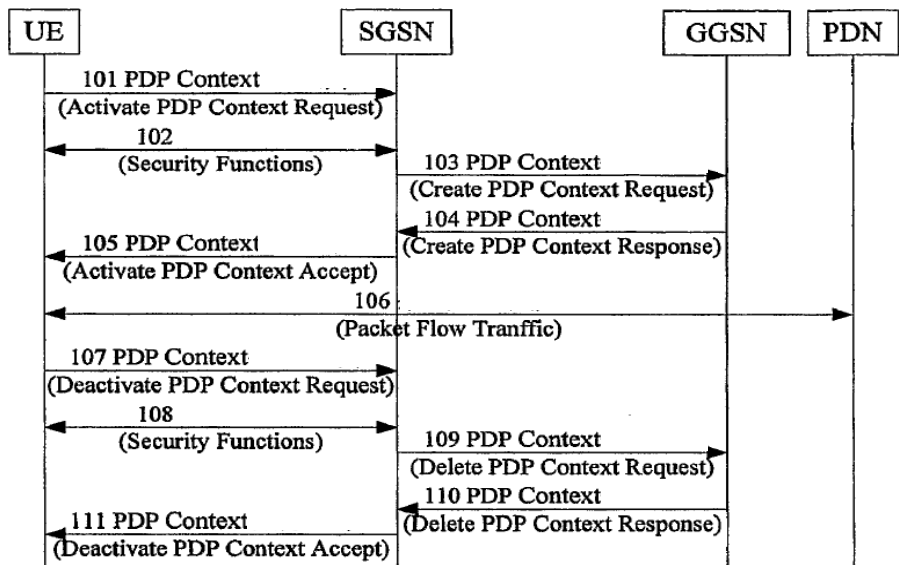 UE
SGSN
GGSN
PDN
101 PDP Context
(Activate PDP Context Request)
102
(Security Functions)
103 PDP Context
(Create PDP Context Request)
104 PDP Context
(Create PDP Context Response)
105 PDP Context
(Activate PDP Context Accept)
106
(Packet Flow Tranffic)
107 PDP Context
(Deactivate PDP Context Request)
108
(Security Functions)
109 PDP Context
(Delete PDP Context Request)
110 PDP Context
(Delete PDP Context Response)
111 PDP Context
(Deactivate PDP Context Accept)